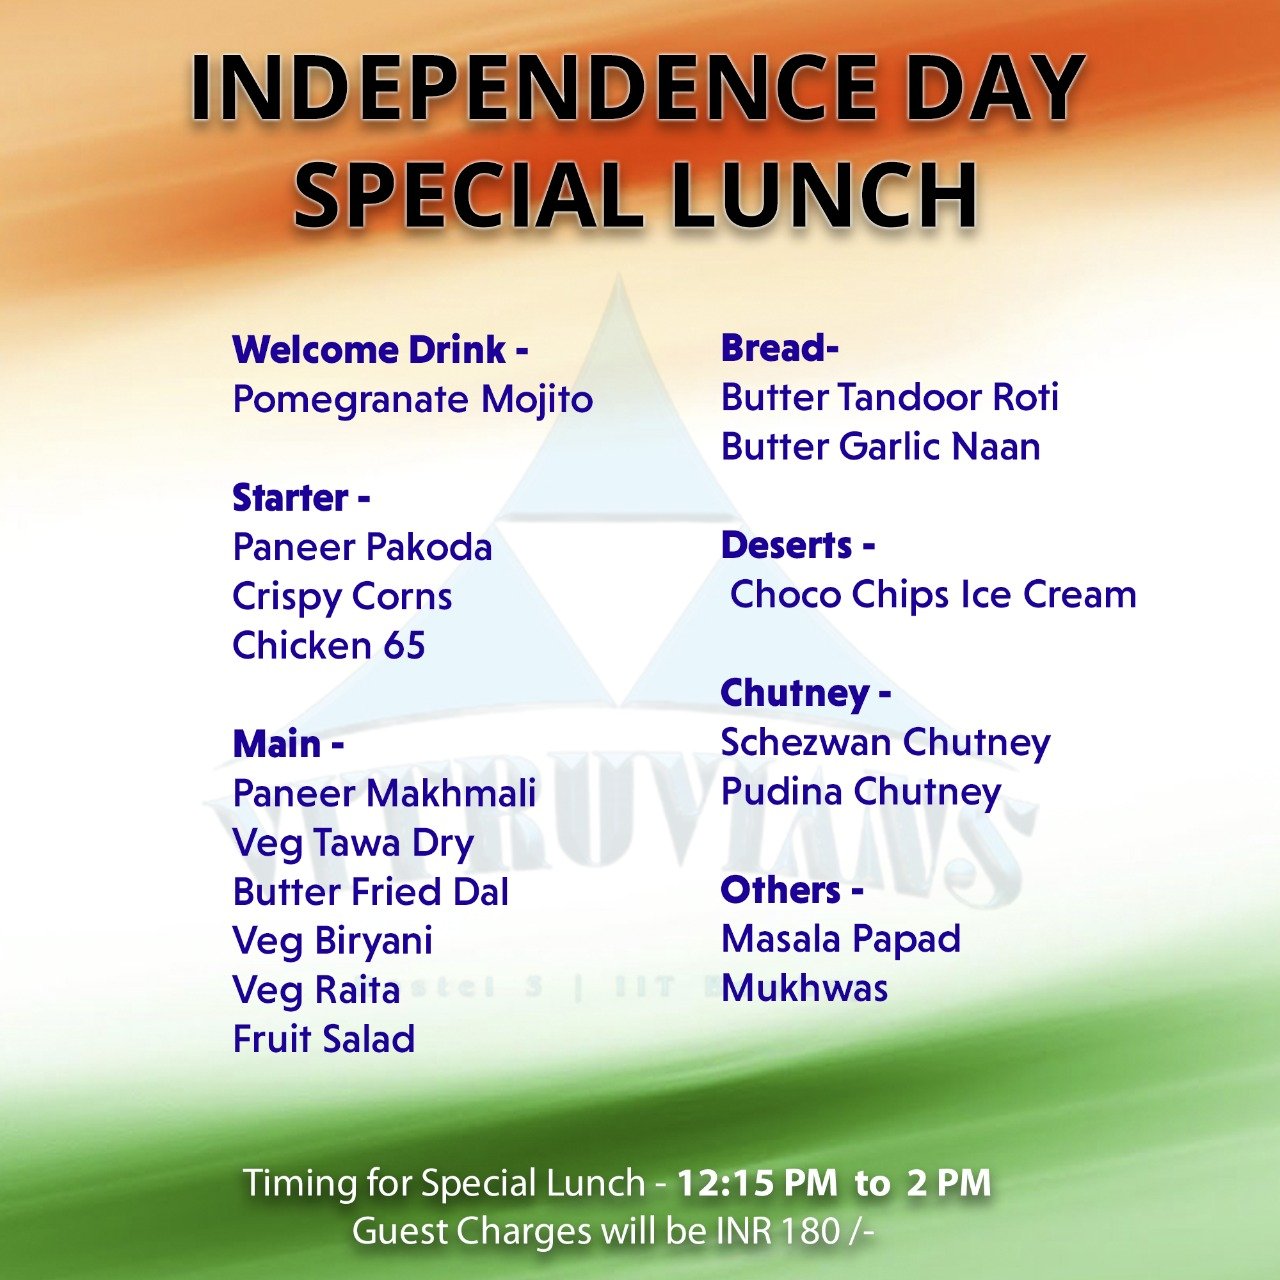 INDEPENDENCE DAY
SPECIAL LUNCH
Welcome Drink -
Pomegranate Mojito
Starter -
Paneer Pakoda
Crispy Corns
Chicken 65
Main -
Paneer Makhmali
Veg Tawa Dry
Butter Fried Dal
Veg Biryani
Veg Raita
Fruit Salad
Bread-
Butter Tandoor Roti
Butter Garlic Naan
Deserts -
Choco Chips Ice Cream
Chutney -
Schezwan Chutney
Pudina Chutney
Others -
Masala Papad
Mukhwas
VITRUVIANS
3 | IIT
Timing for Special Lunch - 12:15 PM to 2 PM
Guest Charges will be INR 180 /-